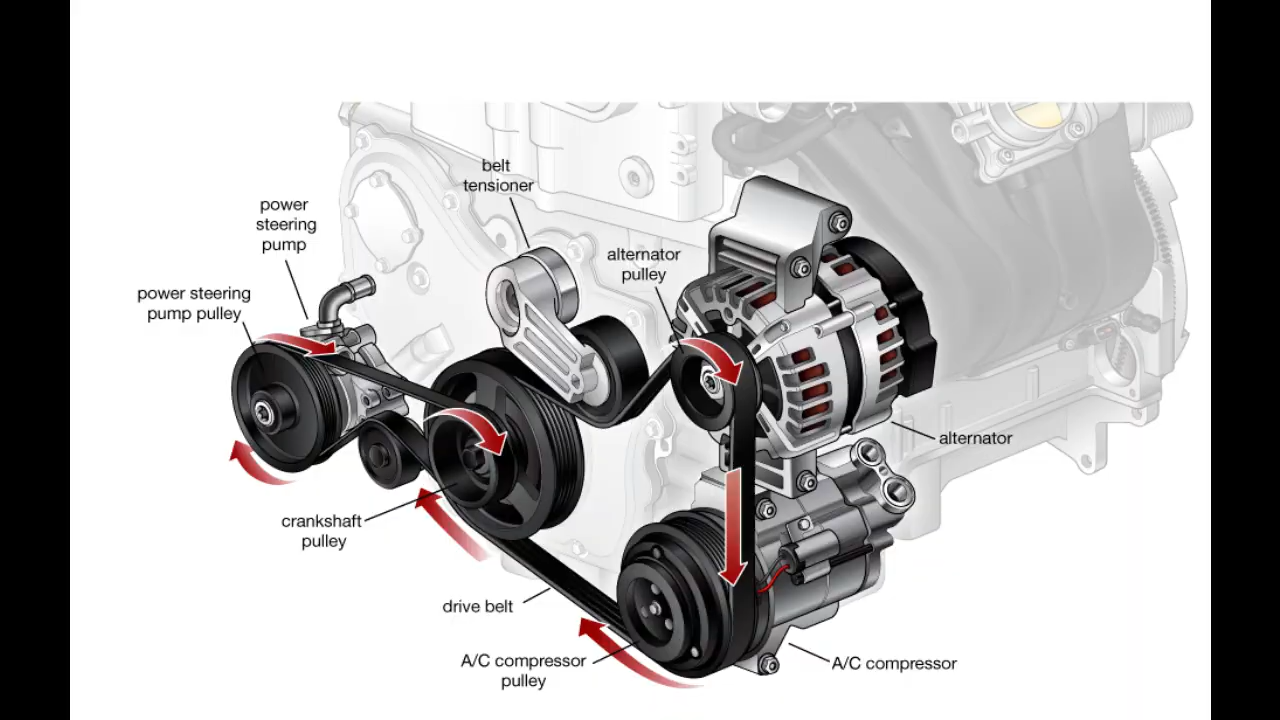 belt
tensioner
power
steering
pump
alternator
pulley
power steering
pump pulley
alternator
crankshaft
pulley
drive belt
A/C compressor
pulley
A/C compressor